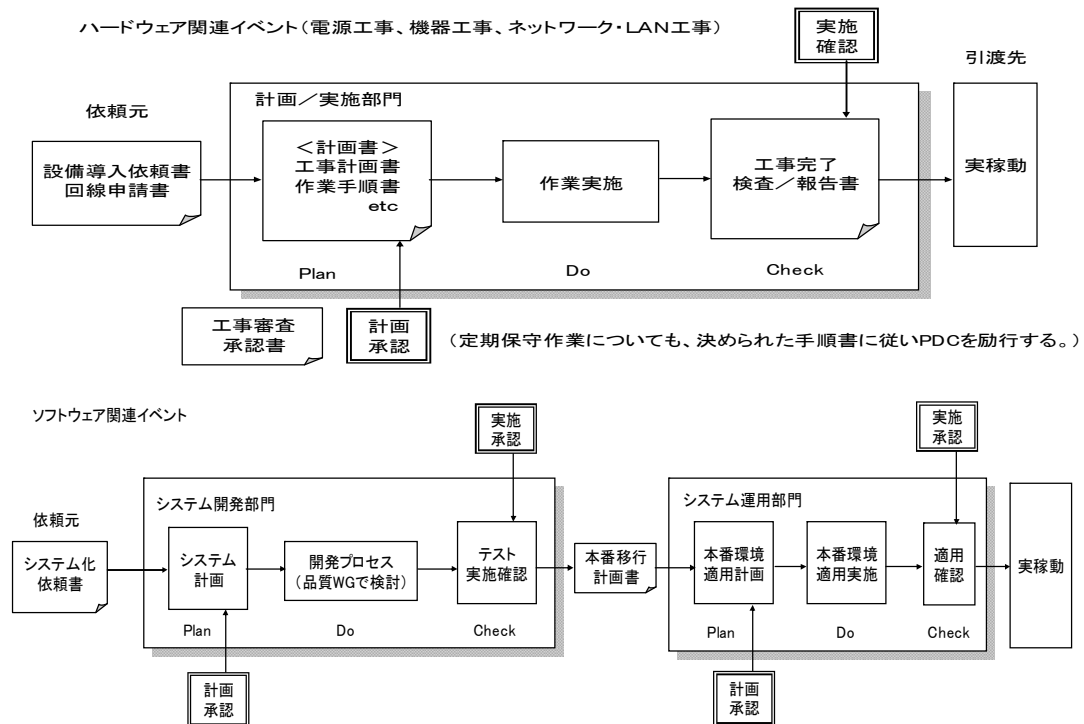 ハードウェア関連イベント(電源工事、機器工事、ネットワーク・LAN工事)
実施
確認
引渡先
依頼元
計画/実施部門
設備導入依頼書
回線申請書
<計画書>
工事計画書
作業手順書
etc
作業実施
工事完了
検査/報告書
実稼動
Plan
Do
Check
工事審査
承認書
計画
承認
(定期保守作業についても、決められた手順書に従いPDCを励行する。)
ソフトウェア関連イベント
実施
承認
実施
承認
依頼元
システム開発部門
システム運用部門
システム化
依頼書
システム
計画
開発プロセス
(品質WGで検討)
テスト
実施確認
本番移行
計画書
本番環境
適用計画
本番環境
適用実施
適用
確認
実稼動
Plan
Do
Check
Plan
Do
Check
計画
承認
計画
承認